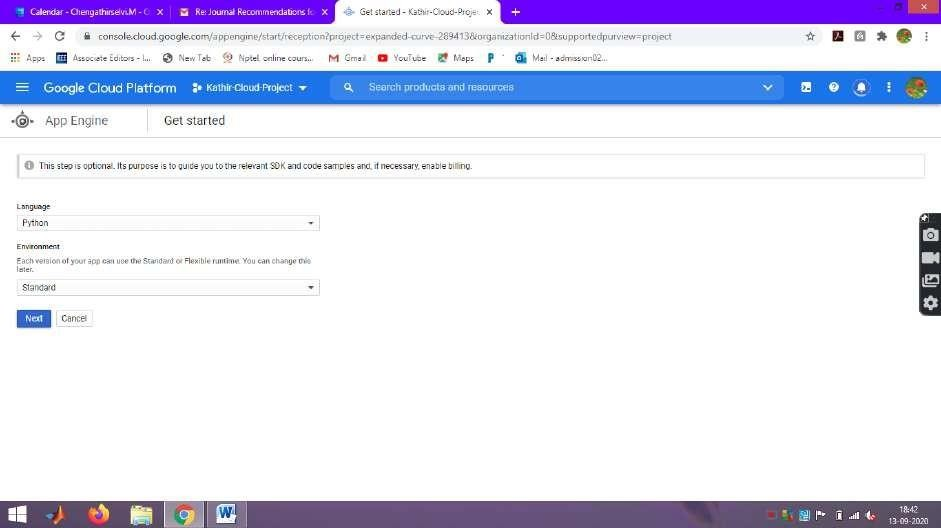 Calendar - Chengathirselvi.M - O
Re: Journal Recommendations fo
Get started - Kathir-Cloud-Projec
console.cloud.google.com/appengine/start/reception?project=expanded-curve-289413&organizationId=0&supportedpurview=project
Apps
Associate Editors - I...
New Tab
Nptel, online cours...
Gmail
YouTube
Maps
Mail - admission02...
Google Cloud Platform
Kathir-Cloud-Project
Search products and resources
App Engine
Get started
This step is optional. Its purpose is to guide you to the relevant SDK and code samples and, if necessary, enable billing.
Language
Python
Environment
Each version of your app can use the Standard or Flexible runtime. You can change this
later.
Standard
Next
Cancel
18:42
13-09-2020